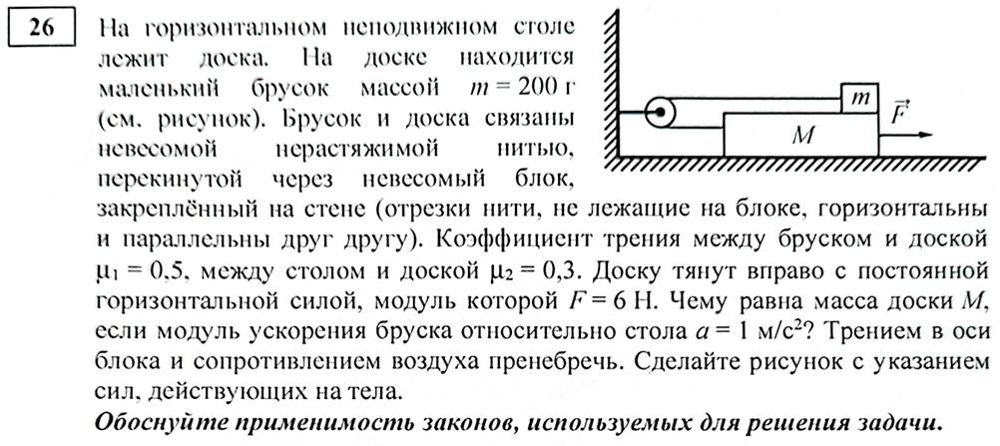 26
На горизонтальном неподвижном столе
лежит доска. На доске находится
маленький брусок массой m = 200 г
(см. рисунок). Брусок и доска связаны
невесомой нерастяжимой нитью,
перекинутой через невесомый блок,
закреплённый на стене (отрезки нити, не лежащие на блоке, горизонтальны
и параллельны друг другу). Коэффициент трения между бруском и доской
μ₁ = 0,5, между столом и доской μ₂ = 0,3. Доску тянут вправо с постоянной
горизонтальной силой, модуль которой F = 6 Н. Чему равна масса доски M,
если модуль ускорения бруска относительно стола a = 1 м/с²? Трением в оси
блока и сопротивлением воздуха пренебречь. Сделайте рисунок с указанием
сил, действующих на тела.
Обоснуйте применимость законов, используемых для решения задачи.
m
M
F⃗